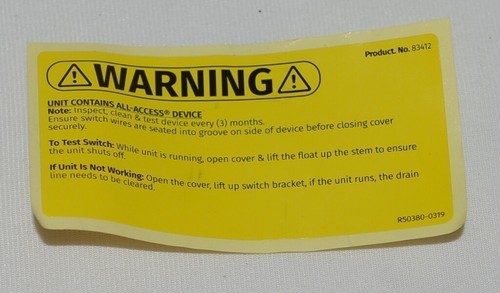 Product. No. 83412
WARNING
UNIT CONTAINS ALL-ACCESS® DEVICE
Note: Inspect, clean & test device every (3) months.
Ensure switch wires are seated into groove on side of device before closing cover
securely.
To Test Switch: While unit is running, open cover & lift the float up the stem to ensure
the unit shuts off.
If Unit Is Not Working: Open the cover, lift up switch bracket, if the unit runs, the drain
line needs to be cleared.
RS0380-0319